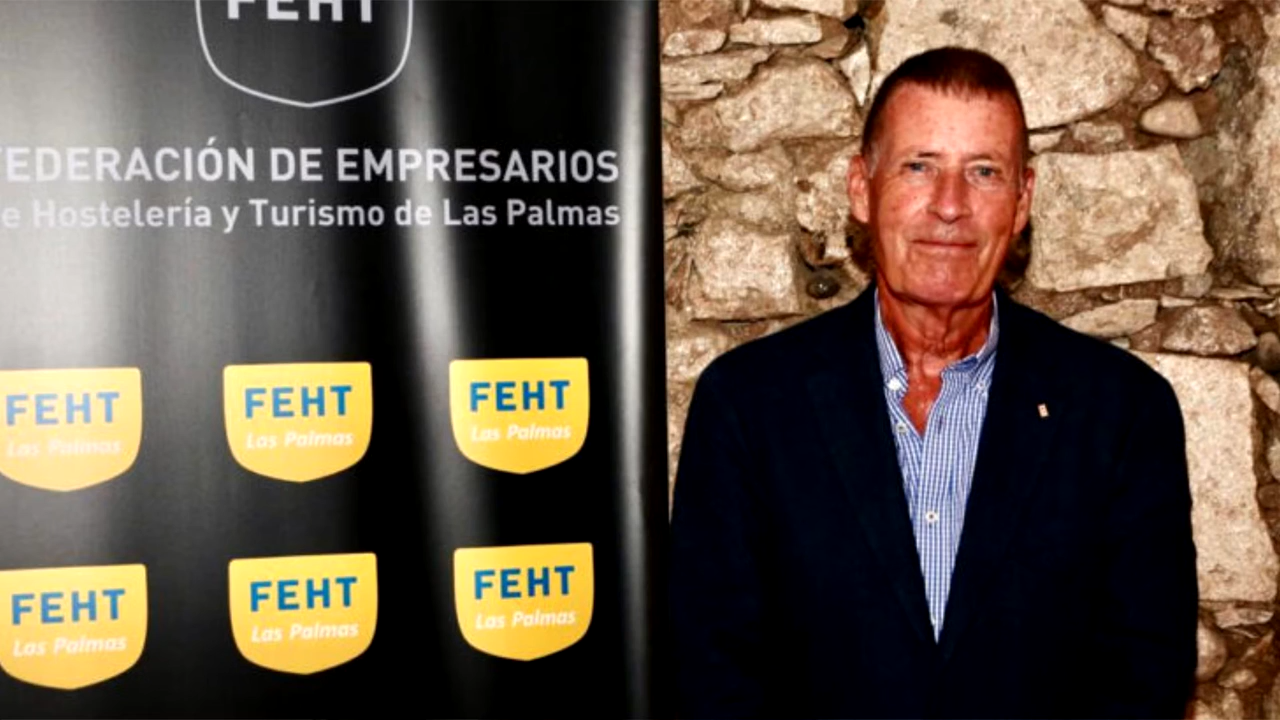 FEHT
FEDERACIÓN DE EMPRESARIOS
e Hostelería y Turismo de Las Palmas
FEHT
Las Palmas
FEHT
Las Palmas
FEHT
Las Palmas
FEHT
Las Palmas
FEHT
Las Palmas
FEHT
Las Palmas